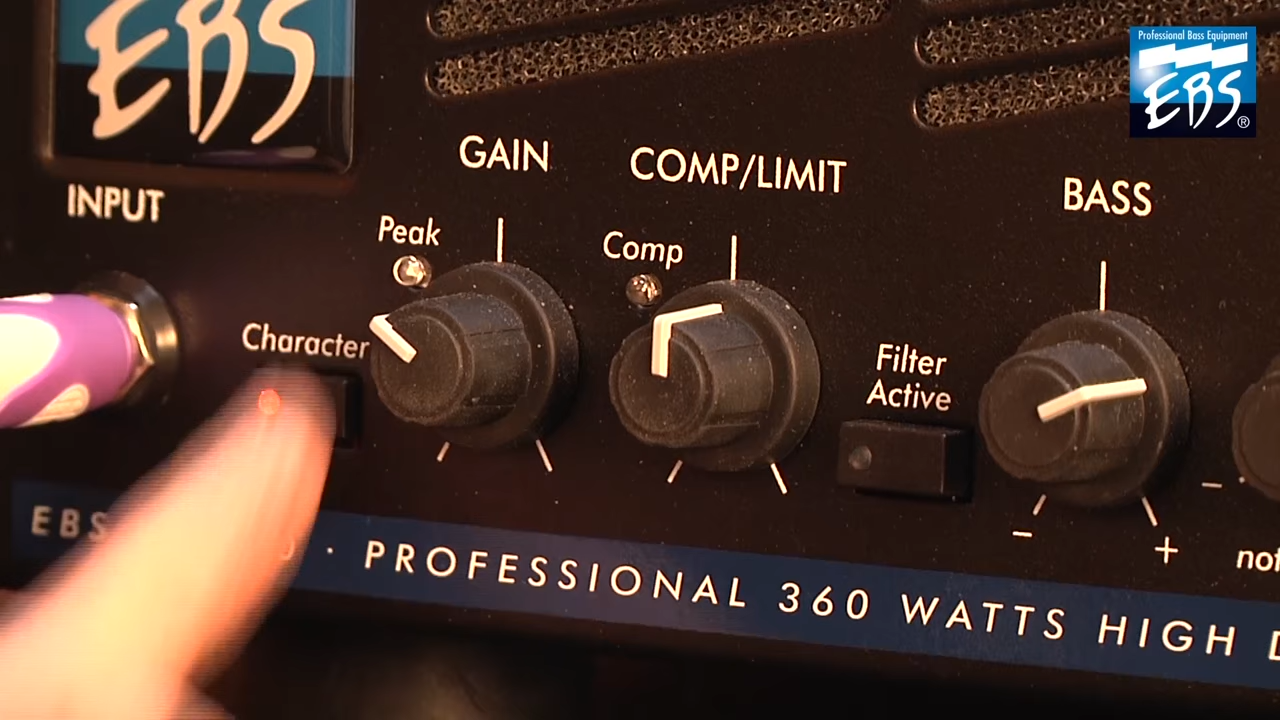 EBS
Professional Bass Equipment
EBS®
GAIN
COMP/LIMIT
BASS
INPUT
Peak
Comp
Character
Filter
Active
-
+
-
EBS
· PROFESSIONAL 360 WATTS HIGH